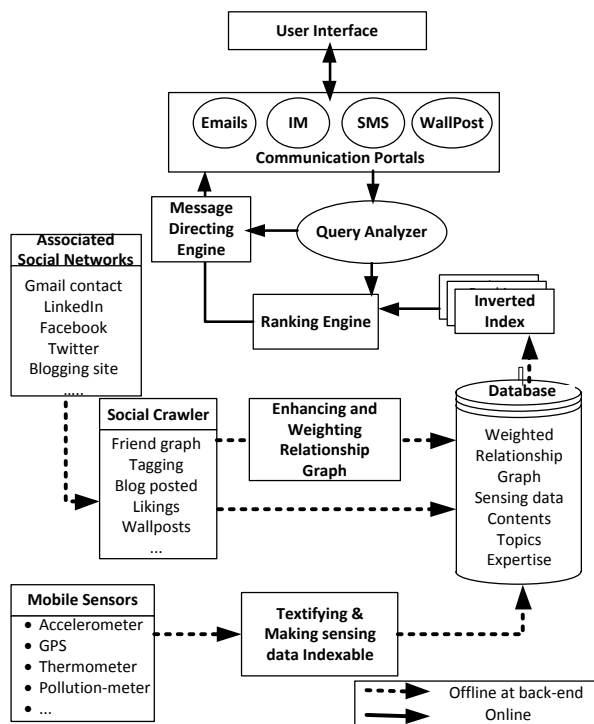 User Interface
Emails
IM
SMS
WallPost
Communication Portals
Message
Directing
Engine
Query Analyzer
Associated
Social Networks
Gmail contact
LinkedIn
Facebook
Twitter
Blogging site
.....
Ranking Engine
Inverted
Index
Social Crawler
Friend graph
Tagging
Blog posted
Likings
Wallposts
...
Enhancing and
Weighting
Relationship
Graph
Database
Weighted
Relationship
Graph
Sensing data
Contents
Topics
Expertise
Mobile Sensors
• Accelerometer
• GPS
• Thermometer
• Pollution-meter
• ...
Textifying &
Making sensing
data Indexable
Offline at back-end
Online